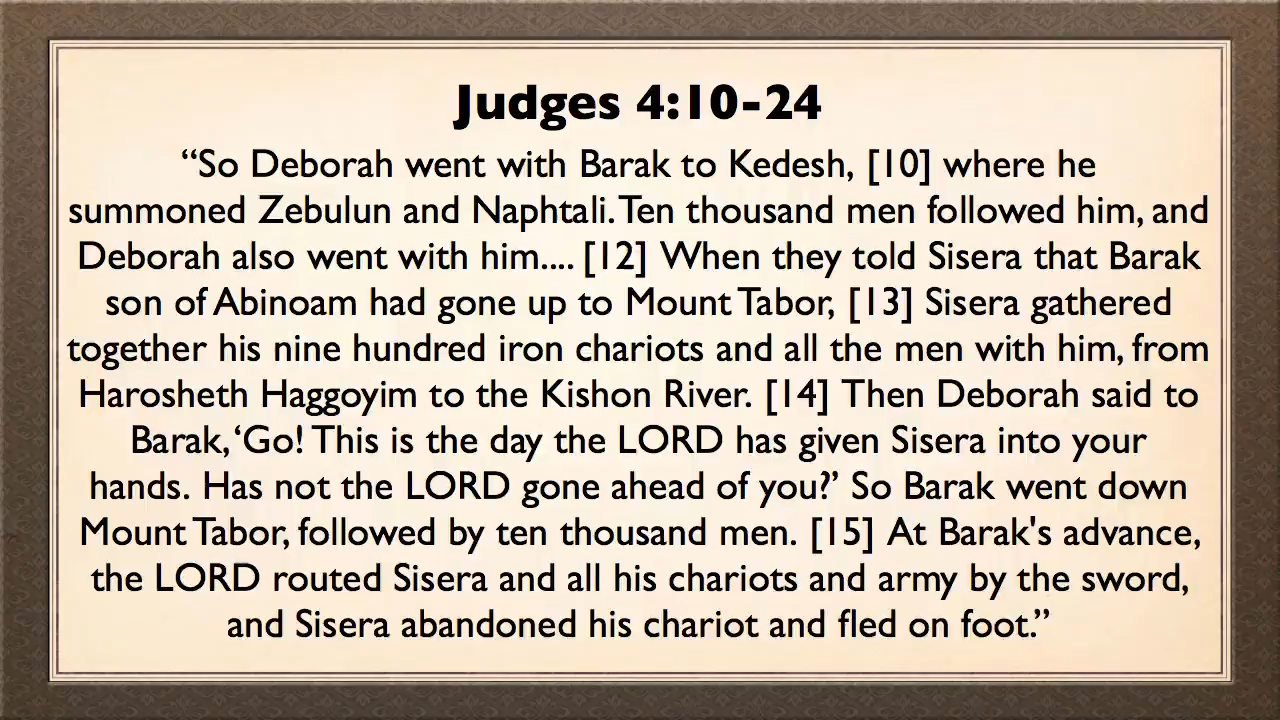 Judges 4:10-24
“So Deborah went with Barak to Kedesh, [10] where he
summoned Zebulun and Naphtali. Ten thousand men followed him, and
Deborah also went with him.... [12] When they told Sisera that Barak
son of Abinoam had gone up to Mount Tabor, [13] Sisera gathered
together his nine hundred iron chariots and all the men with him, from
Harosheth Haggoyim to the Kishon River. [14] Then Deborah said to
Barak, ‘Go! This is the day the LORD has given Sisera into your
hands. Has not the LORD gone ahead of you?’ So Barak went down
Mount Tabor, followed by ten thousand men. [15] At Barak's advance,
the LORD routed Sisera and all his chariots and army by the sword,
and Sisera abandoned his chariot and fled on foot.”